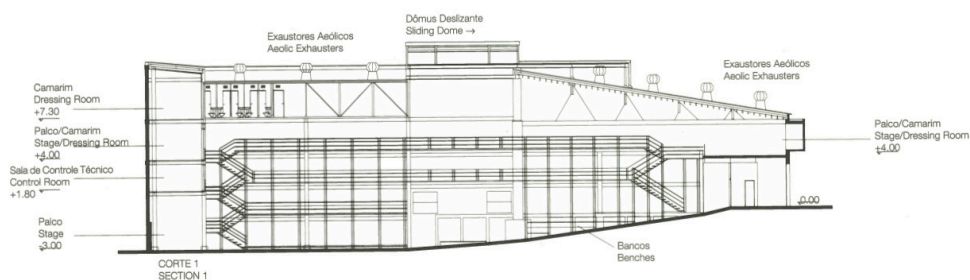 Dômus Deslizante
Sliding Dome →
Exaustores Aeólicos
Aeolic Exhausters
Exaustores Aeólicos
Aeolic Exhausters
Camarim
Dressing Room
+7.30
Palco/Camarim
Stage/Dressing Room
+4.00
Sala de Controle Técnico
Control Room
+1.80
Palco
Stage
-3.00
Palco/Camarim
Stage/Dressing Room
+4.00
0.00
Bancos
Benches
CORTE 1
SECTION 1